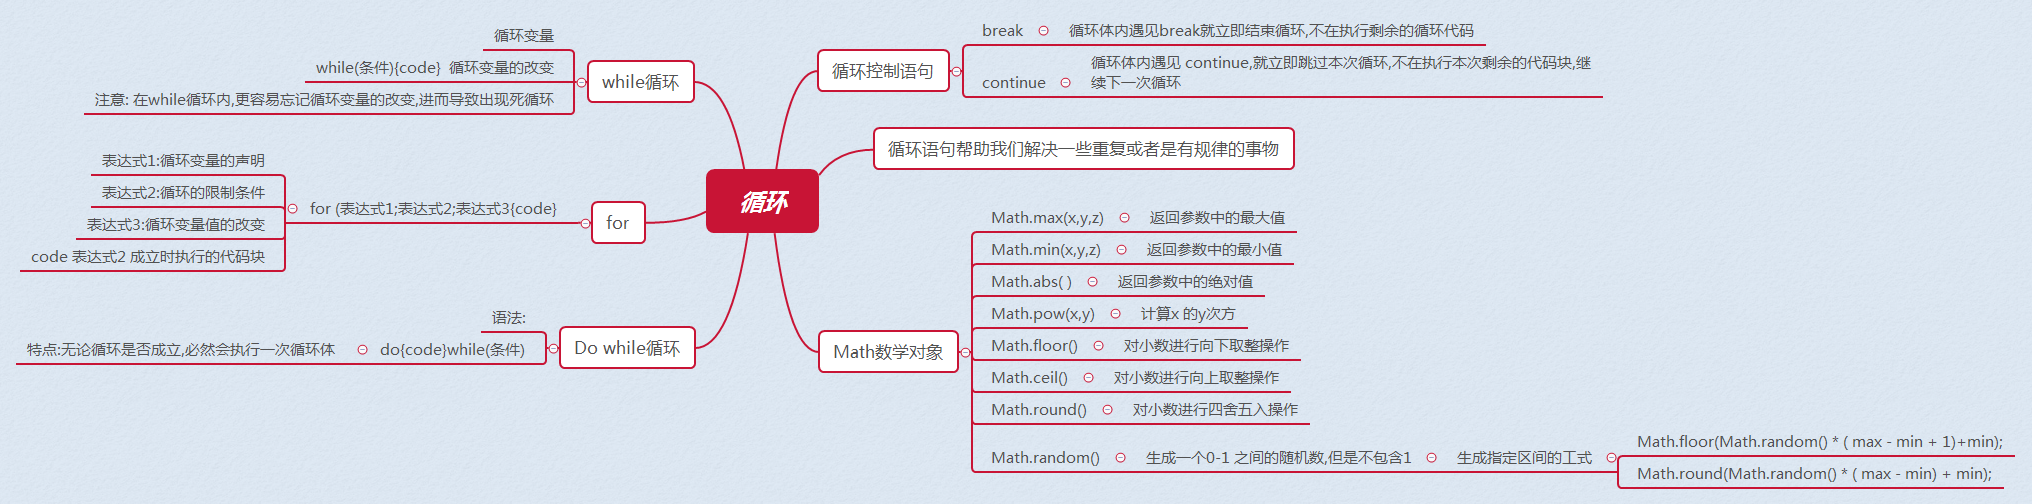 循环
while循环
循环变量
while(条件){code}  循环变量的改变
注意: 在while循环内,更容易忘记循环变量的改变,进而导致出现死循环
for
for (表达式1;表达式2;表达式3{code}
表达式1:循环变量的声明
表达式2:循环的限制条件
表达式3:循环变量值的改变
code 表达式2 成立时执行的代码块
Do while循环
语法:
do{code}while(条件)
特点:无论循环是否成立,必然会执行一次循环体
循环控制语句
break
循环体内遇见break就立即结束循环,不在执行剩余的循环代码
continue
循环体内遇见 continue,就立即跳过本次循环,不在执行本次剩余的代码块,继
续下一次循环
循环语句帮助我们解决一些重复或者是有规律的事物
Math数学对象
Math.max(x,y,z)
返回参数中的最大值
Math.min(x,y,z)
返回参数中的最小值
Math.abs( )
返回参数中的绝对值
Math.pow(x,y)
计算x 的y次方
Math.floor()
对小数进行向下取整操作
Math.ceil()
对小数进行向上取整操作
Math.round()
对小数进行四舍五入操作
Math.random()
生成一个0-1 之间的随机数,但是不包含1
生成指定区间的工式
Math.floor(Math.random() * ( max - min + 1)+min);
Math.round(Math.random() * ( max - min) + min);